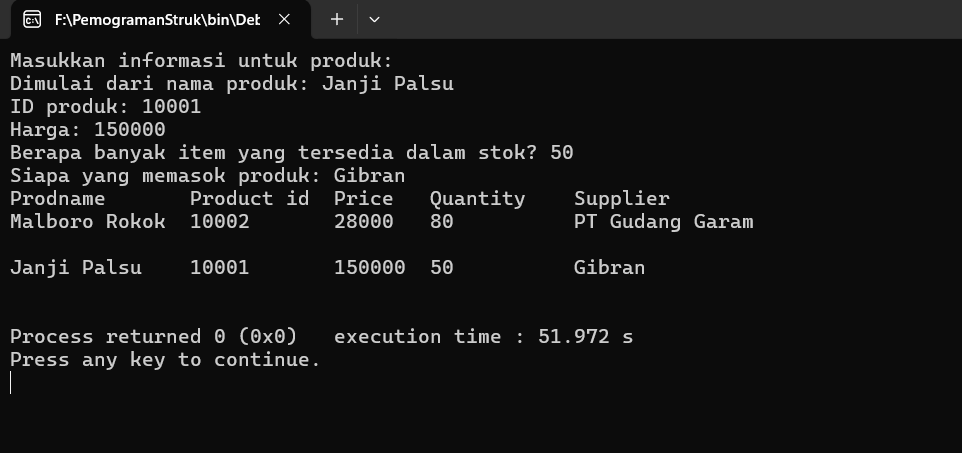 F:\PemogramanStruk\bin\Det
Masukkan informasi untuk produk:
Dimulai dari nama produk: Janji Palsu
ID produk: 10001
Harga: 150000
Berapa banyak item yang tersedia dalam stok? 50
Siapa yang memasok produk: Gibran
Prodname Product id Price Quantity Supplier
Malboro Rokok 10002 28000 80 PT Gudang Garam
Janji Palsu 10001 150000 50 Gibran
Process returned 0 (0x0) execution time : 51.972 s
Press any key to continue.